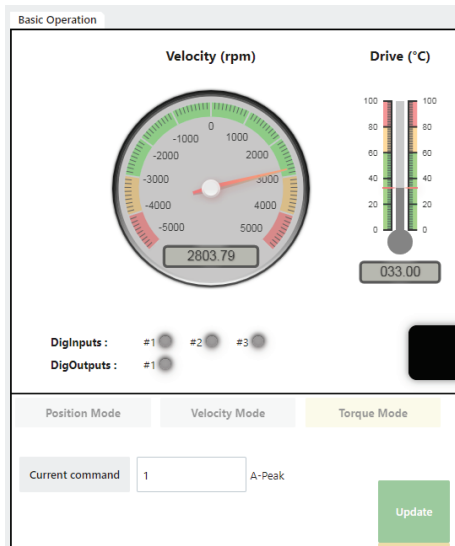 Basic Operation
Velocity (rpm)
Drive (°C)
0
-1000
1000
-2000
2000
-3000
3000
-4000
4000
-5000
5000
2803.79
100
100
80
80
60
60
40
40
20
20
0
0
033.00
DigInputs :
#1
#2
#3
DigOutputs :
#1
Position Mode
Velocity Mode
Torque Mode
Current command
1
A-Peak
Update